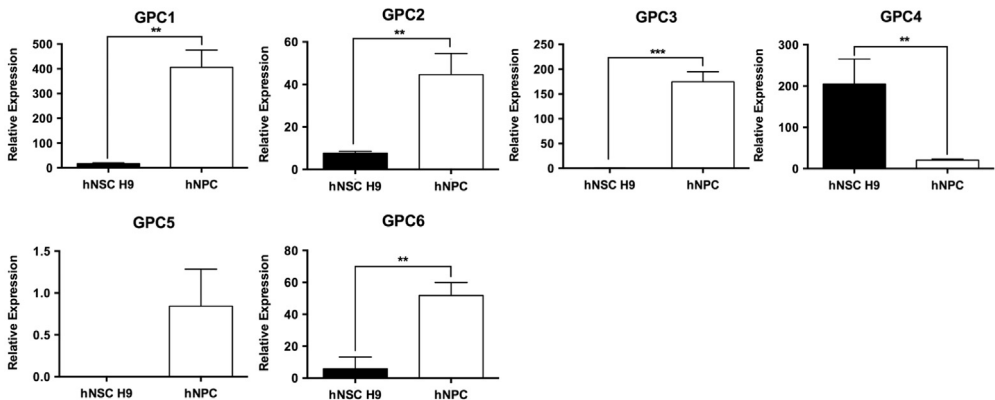 GPC1
**
Relative Expression
500
400
300
200
100
0
hNSC H9
hNPC
GPC2
**
Relative Expression
60
40
20
0
hNSC H9
hNPC
GPC3
***
Relative Expression
250
200
150
100
50
0
hNSC H9
hNPC
GPC4
**
Relative Expression
300
200
100
0
hNSC H9
hNPC
GPC5
Relative Expression
1.5
1.0
0.5
0.0
hNSC H9
hNPC
GPC6
**
Relative Expression
80
60
40
20
0
hNSC H9
hNPC